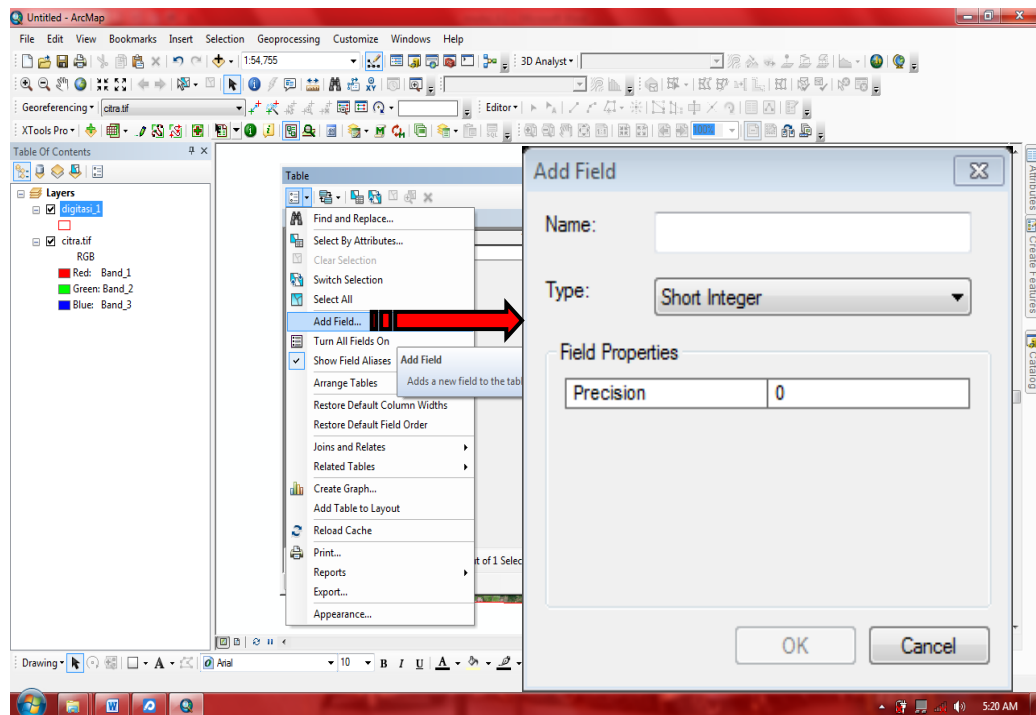 Untitled - ArcMap
File Edit View Bookmarks Insert Selection Geoprocessing Customize Windows Help
1:54,755
3D Analyst
Georeferencing citra.tif
Editor
XTools Pro
100%
Table Of Contents
Layers
digitasi_1
citra.tif
RGB
Red: Band_1
Green: Band_2
Blue: Band_3
Table
Find and Replace...
Select By Attributes...
Clear Selection
Switch Selection
Select All
Add Field...
Turn All Fields On
Show Field Aliases
Arrange Tables
Restore Default Column Widths
Restore Default Field Order
Joins and Relates
Related Tables
Create Graph...
Add Table to Layout
Reload Cache
Print...
Reports
Export...
Appearance...
Add Field
Adds a new field to the tabl
t of 1 Selec
Add Field
Name:
Type: Short Integer
Field Properties
Precision 0
OK Cancel
Attributes
Create Features
Catalog
Drawing A Arial 10 B I U A
5:20 AM